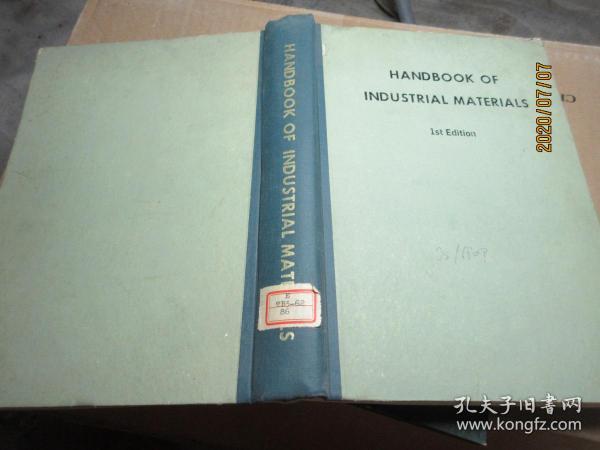 HANDBOOK OF INDUSTRIAL MATERIALS
E
86
HANDBOOK OF
INDUSTRIAL MATERIALS
1st Edition
2020/07/07
孔夫子旧书网
www.kongfz.com